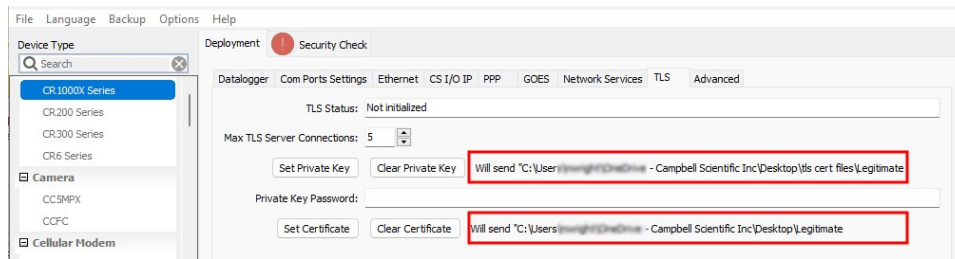 File Language Backup Options Help
Device Type
Deployment ! Security Check
Search
Datalogger Com Ports Settings Ethernet CS I/O IP PPP GOES Network Services TLS Advanced
CR1000X Series
CR200 Series
CR300 Series
CR6 Series
Camera
CC5MPX
CCFC
Cellular Modem
TLS Status: Not initialized
Max TLS Server Connections: 5
Set Private Key Clear Private Key Will send "C:\Users - Campbell Scientific Inc\Desktop\tls cert files\Legitimate
Private Key Password:
Set Certificate Clear Certificate Will send "C:\Users - Campbell Scientific Inc\Desktop\Legitimate